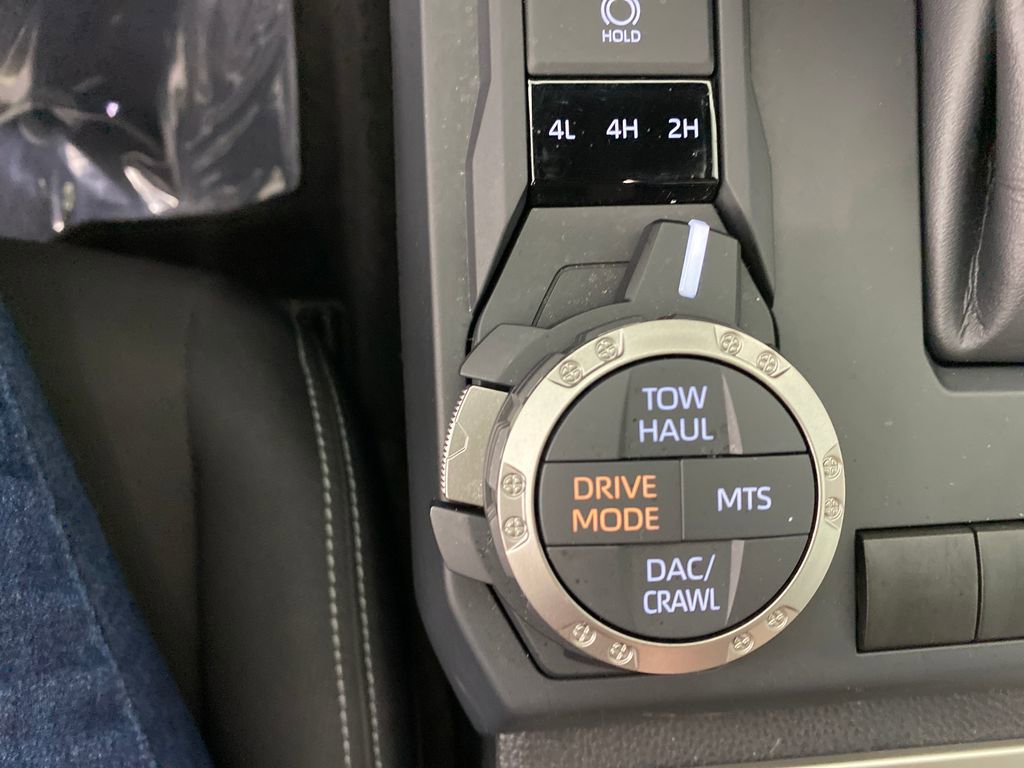 HOLD
4L 4H 2H
TOW
HAUL
DRIVE
MODE
MTS
DAC/
CRAWL